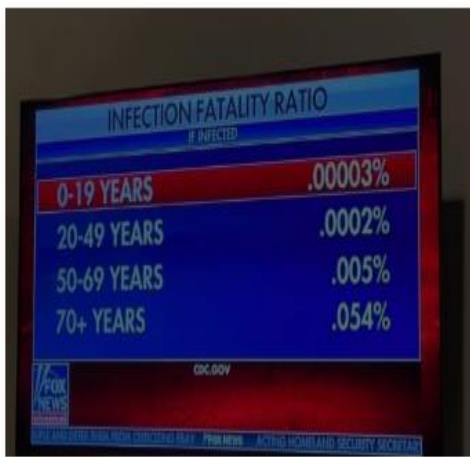 INFECTION FATALITY RATIO
IF INFECTED
0-19 YEARS .00003%
20-49 YEARS .0002%
50-69 YEARS .005%
70+ YEARS .054%
CDC.GOV
FOX
NEWS
FOX NEWS ACTING HOMELAND SECURITY SECRETARY